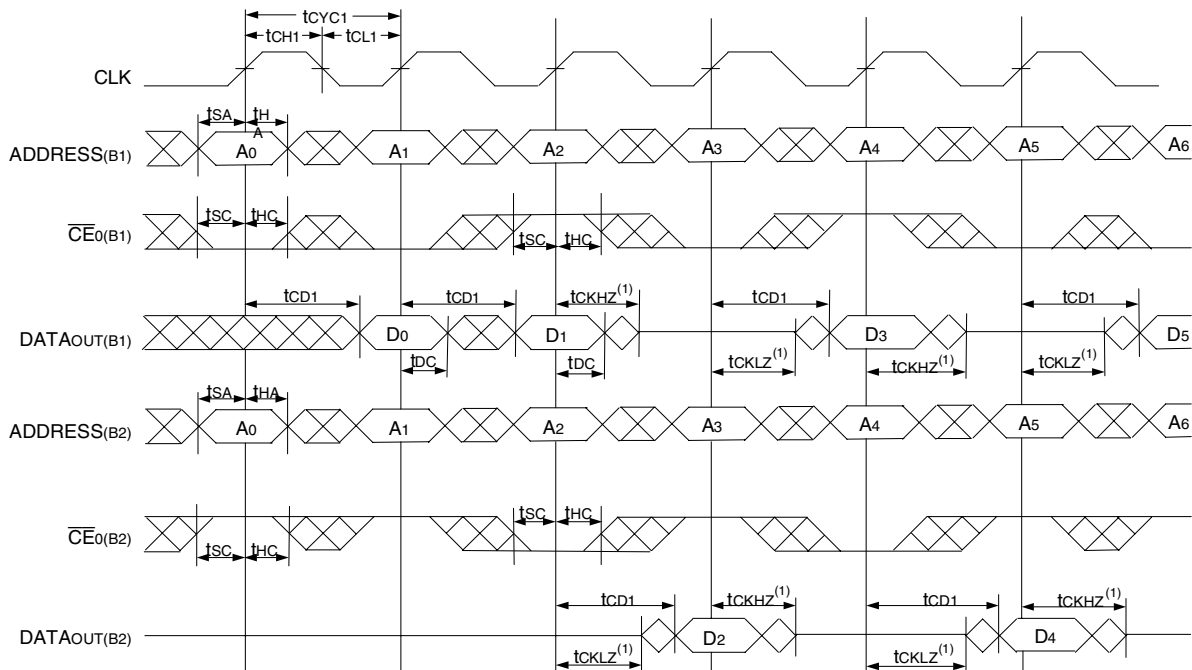 tCYC1
tCH1 tCL1
CLK
tSA tH
A
ADDRESS(B1) A0 A1 A2 A3 A4 A5 A6
tSC tHC
CE0(B1)
tSC tHC
tCD1 tCD1 tCKHZ(1) tCD1 tCD1
DATAOUT(B1) D0 D1 D3 D5
tDC tDC tCKLZ(1) tCKHZ(1) tCKLZ(1)
tSA tHA
ADDRESS(B2) A0 A1 A2 A3 A4 A5 A6
tSC tHC
CE0(B2)
tSC tHC
tCD1 tCKHZ(1) tCD1 tCKHZ(1)
DATAOUT(B2) D2 D4
tCKLZ(1) tCKLZ(1)